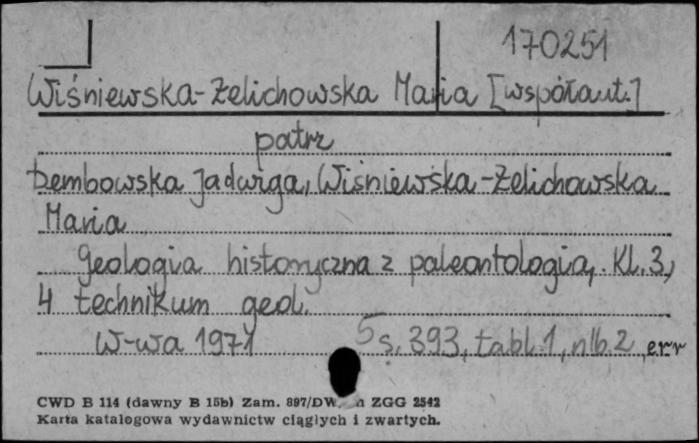 170251
Wiśniewska-Żelichowska Maria [współaut.]
patrz
Dembowska Jadwiga, Wiśniewska-Żelichowska
Maria
Geologia historyczna z paleontologią, Kl. 3,
4 technikum geol.
W-wa 1971 s. 393, tabl. 1, nlb. 2, err
CWD B 114 (dawny B 15b) Zam. 897/DW ZGG 2542
Karta katalogowa wydawnictw ciągłych i zwartych.